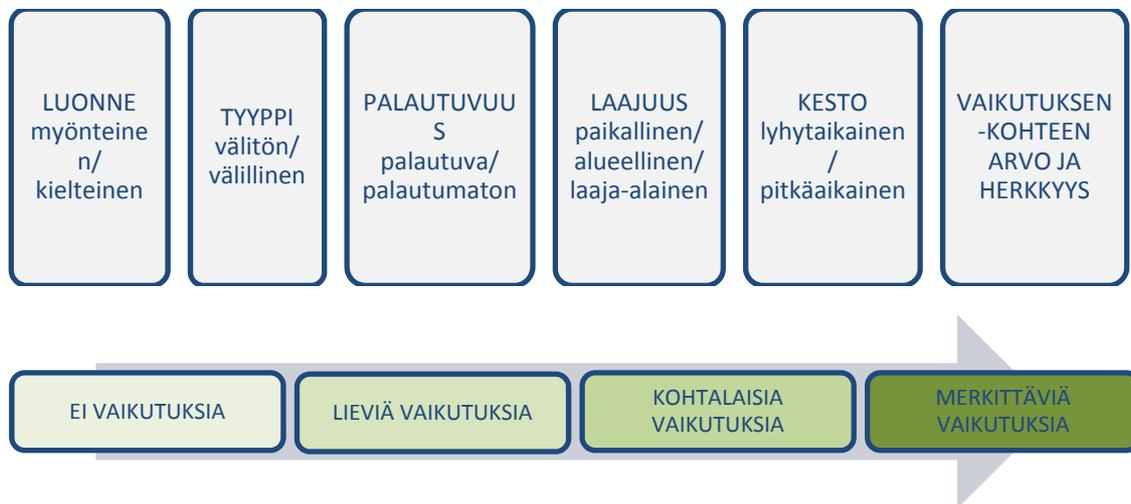 LUONNE
myönteine
n/
kielteinen
TYYPPI
välitön/
välillinen
PALAUTUVUU
S
palautuva/
palautumaton
LAAJUUS
paikallinen/
alueellinen/
laaja-alainen
KESTO
lyhytaikainen
/
pitkäaikainen
VAIKUTUKSEN
-KOHTEEN
ARVO JA
HERKKYYS
EI VAIKUTUKSIA
LIEVIÄ VAIKUTUKSIA
KOHTALAISIA
VAIKUTUKSIA
MERKITTÄVIÄ
VAIKUTUKSIA